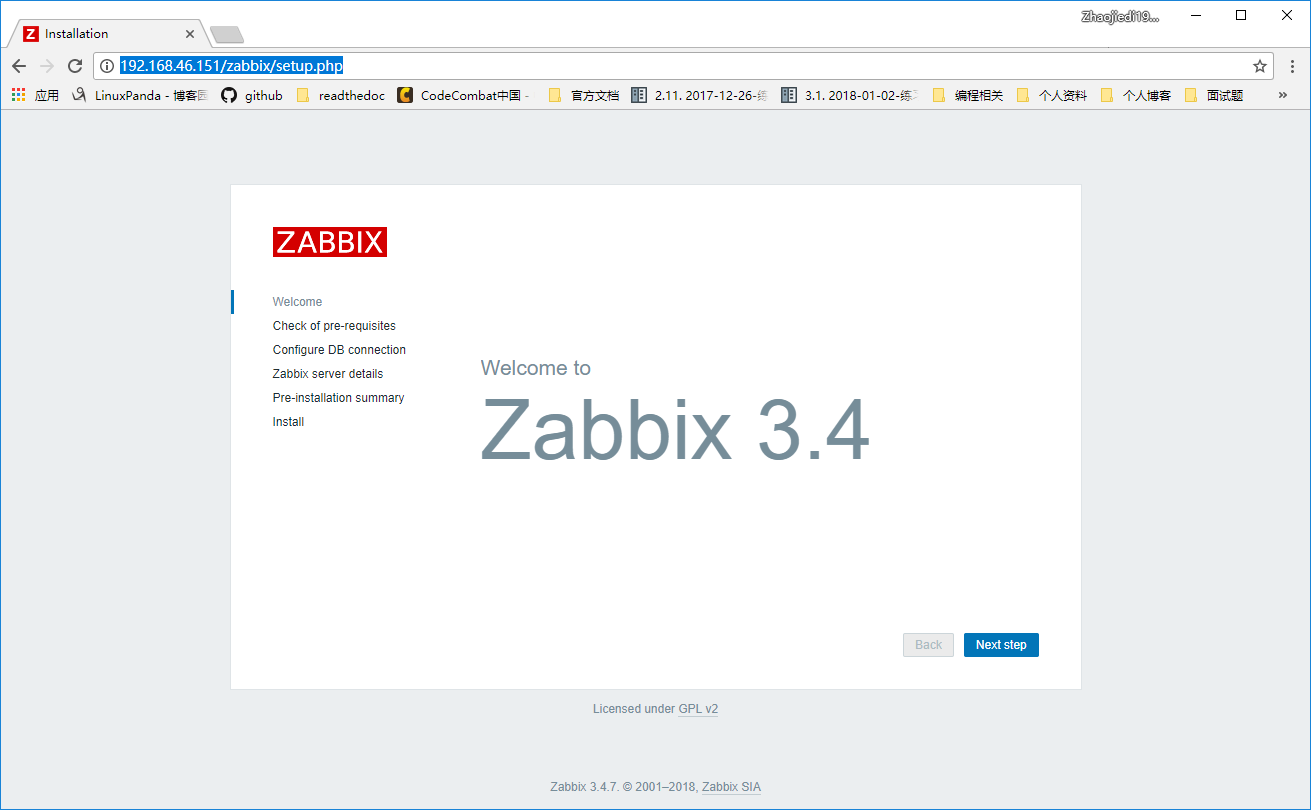 Zhaojiedi19...
Installation
192.168.46.151/zabbix/setup.php
应用 LinuxPanda - 博客园 github readthedoc CodeCombat中国 - 官方文档 2.11. 2017-12-26-练 3.1. 2018-01-02-练习 编程相关 个人资料 个人博客 面试题 »
ZABBIX
Welcome
Check of pre-requisites
Configure DB connection
Zabbix server details
Pre-installation summary
Install
Welcome to
Zabbix 3.4
Back Next step
Licensed under GPL v2
Zabbix 3.4.7. © 2001–2018, Zabbix SIA